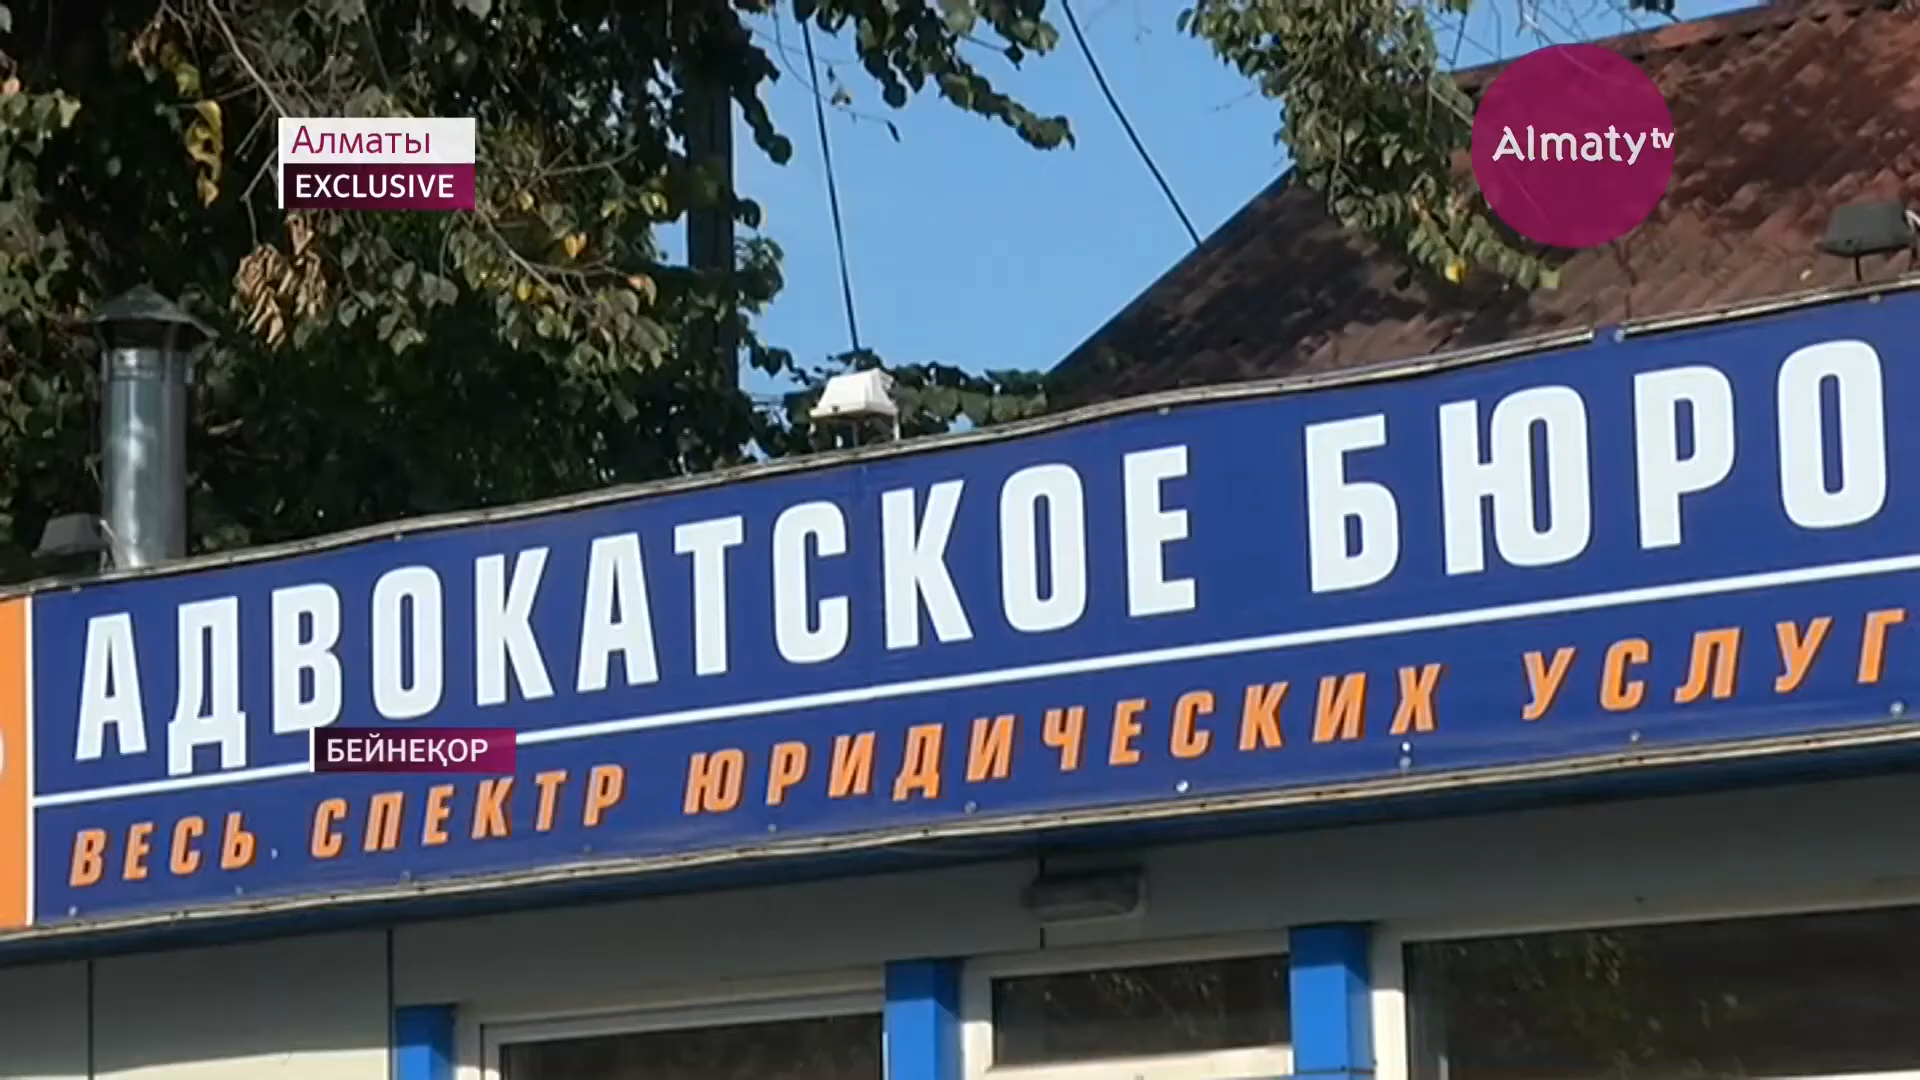 Алматы
EXCLUSIVE
Almaty tv
АДВОКАТСКОЕ БЮРО
БЕЙНЕҚОР
ВЕСЬ СПЕКТР ЮРИДИЧЕСКИХ УСЛУГ